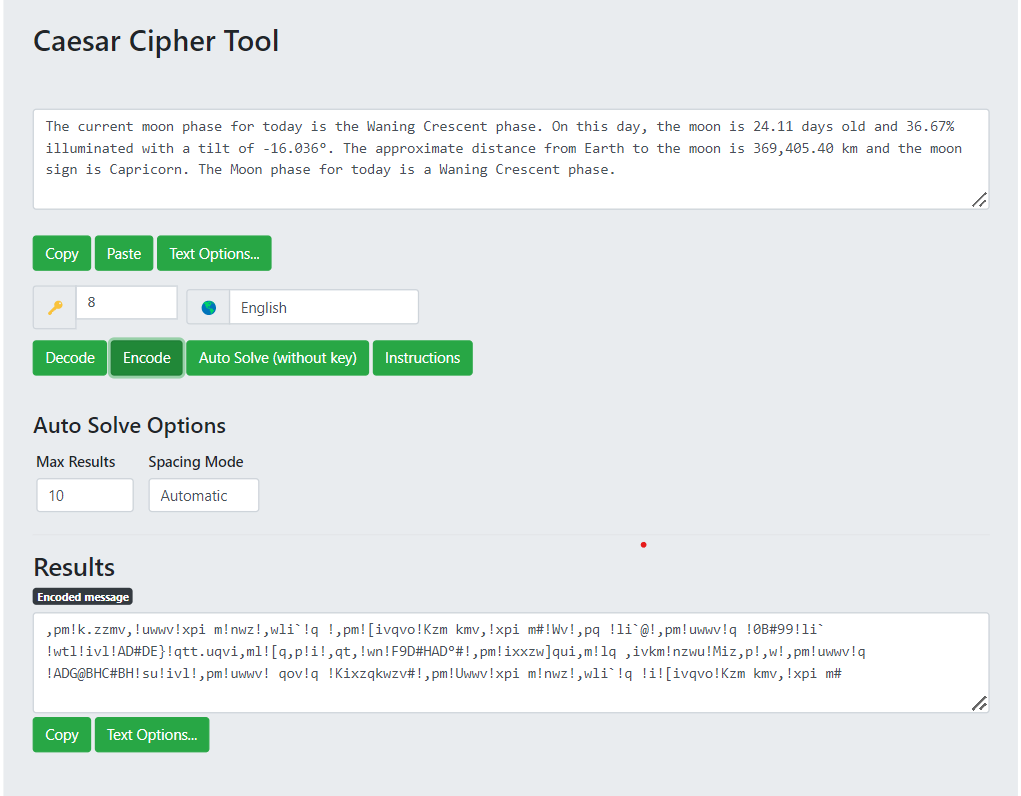 Caesar Cipher Tool
The current moon phase for today is the Waning Crescent phase. On this day, the moon is 24.11 days old and 36.67%
illuminated with a tilt of -16.036°. The approximate distance from Earth to the moon is 369,405.40 km and the moon
sign is Capricorn. The Moon phase for today is a Waning Crescent phase.
Copy Paste Text Options...
8 English
Decode Encode Auto Solve (without key) Instructions
Auto Solve Options
Max Results Spacing Mode
10 Automatic
Results
Encoded message
,pm!k.zzmv,!uwwv!xpi m!nwz!,wli`!q !,pm![ivqvo!Kzm kmv,!xpi m#!Wv!,pq !li`@!,pm!uwwv!q !0B#99!li`
!wtl!ivl!AD#DE}!qtt.uqvi,ml![q,p!i!,qt,!wn!F9D#HAD°#!,pm!ixxzw]qui,m!lq ,ivkm!nzwu!Miz,p!,w!,pm!uwwv!q
!ADG@BHC#BH!su!ivl!,pm!uwwv! qov!q !Kixzqkwzv#!,pm!Uwwv!xpi m!nwz!,wli`!q !i![ivqvo!Kzm kmv,!xpi m#
Copy Text Options...